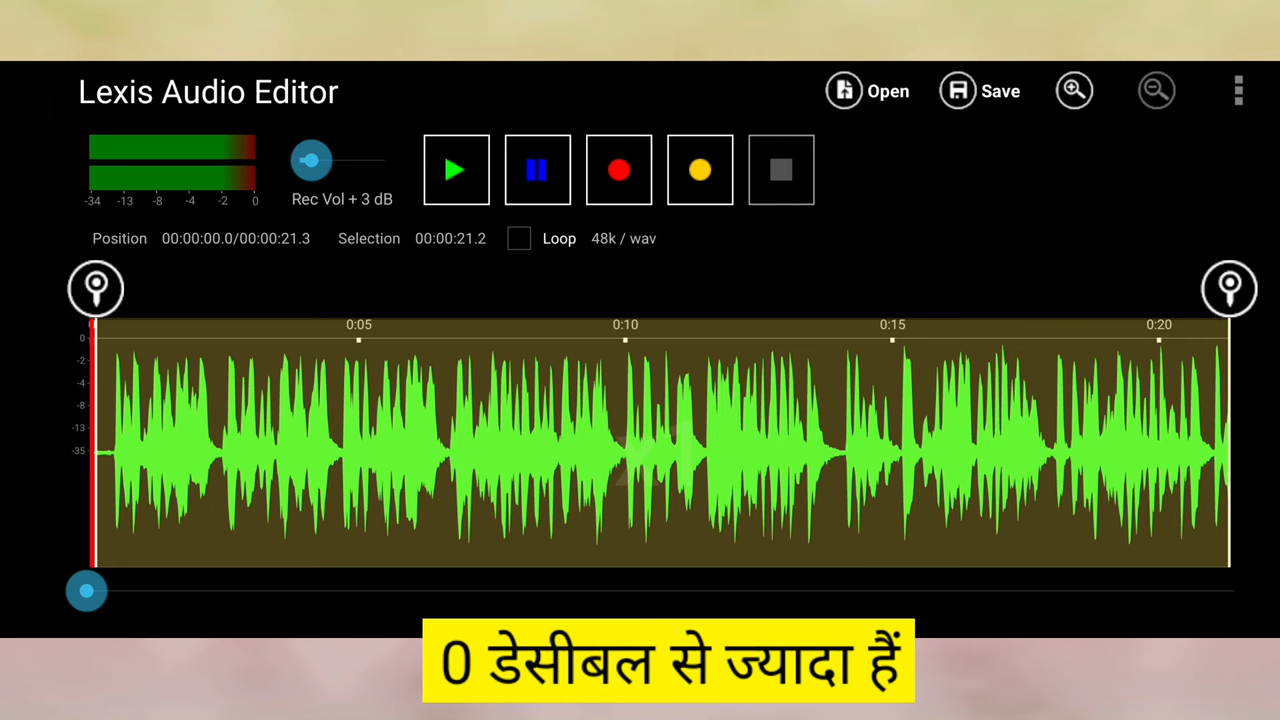 Lexis Audio Editor
Open
Save
-34 -13 -8 -4 -2 0
Rec Vol + 3 dB
Position 00:00:00.0/00:00:21.3 Selection 00:00:21.2 Loop 48k / wav
0:05 0:10 0:15 0:20
0
-2
-4
-8
-13
-35
x1
0 डेसीबल से ज्यादा हैं